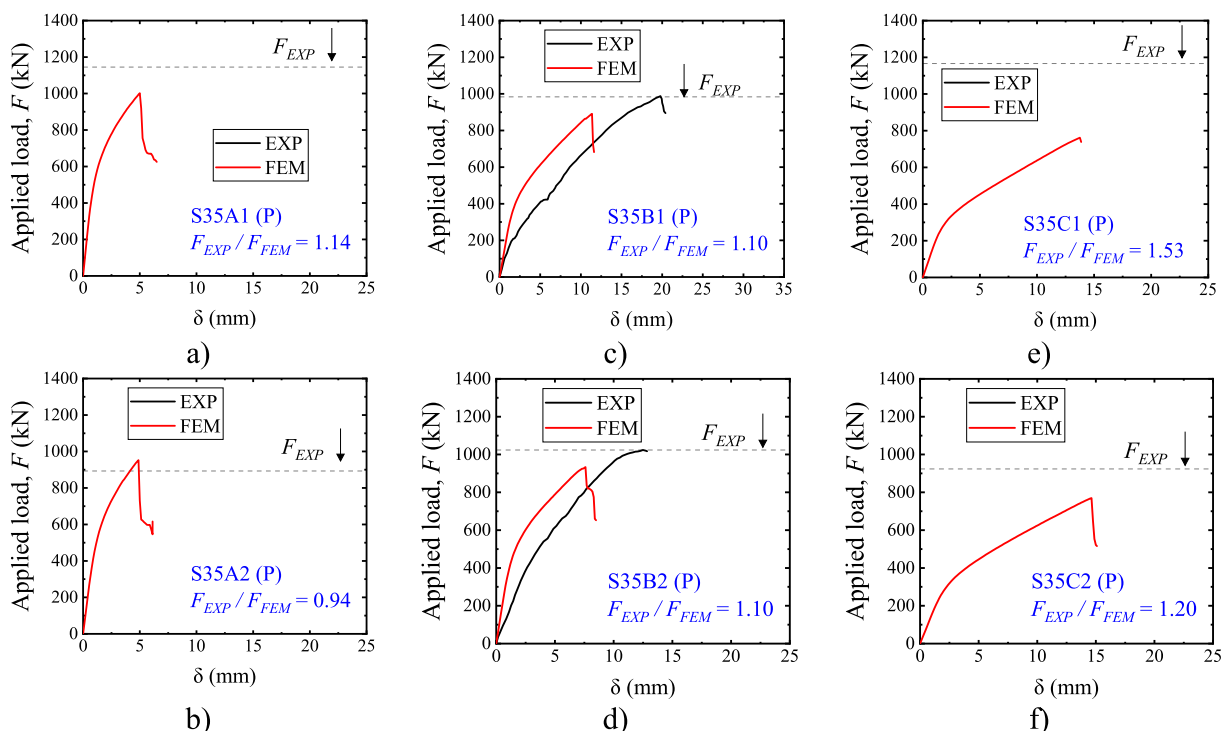 1400
1200
1000
800
600
400
200
0
Applied load, F (kN)
F_EXP
EXP
FEM
S35A1 (P)
F_EXP / F_FEM = 1.14
0 5 10 15 20 25
δ (mm)
a)
1400
1200
1000
800
600
400
200
0
Applied load, F (kN)
EXP
FEM
F_EXP
S35B1 (P)
F_EXP / F_FEM = 1.10
0 5 10 15 20 25 30 35
δ (mm)
c)
1400
1200
1000
800
600
400
200
0
Applied load, F (kN)
F_EXP
EXP
FEM
S35C1 (P)
F_EXP / F_FEM = 1.53
0 5 10 15 20 25
δ (mm)
e)
1400
1200
1000
800
600
400
200
0
Applied load, F (kN)
EXP
FEM
F_EXP
S35A2 (P)
F_EXP / F_FEM = 0.94
0 5 10 15 20 25
δ (mm)
b)
1400
1200
1000
800
600
400
200
0
Applied load, F (kN)
EXP
FEM
F_EXP
S35B2 (P)
F_EXP / F_FEM = 1.10
0 5 10 15 20 25
δ (mm)
d)
1400
1200
1000
800
600
400
200
0
Applied load, F (kN)
EXP
FEM
F_EXP
S35C2 (P)
F_EXP / F_FEM = 1.20
0 5 10 15 20 25
δ (mm)
f)